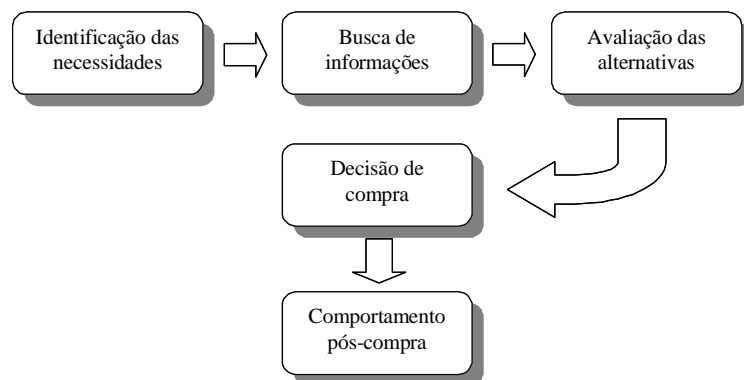 Identificação das
necessidades
Busca de
informações
Avaliação das
alternativas
Decisão de
compra
Comportamento
pós-compra